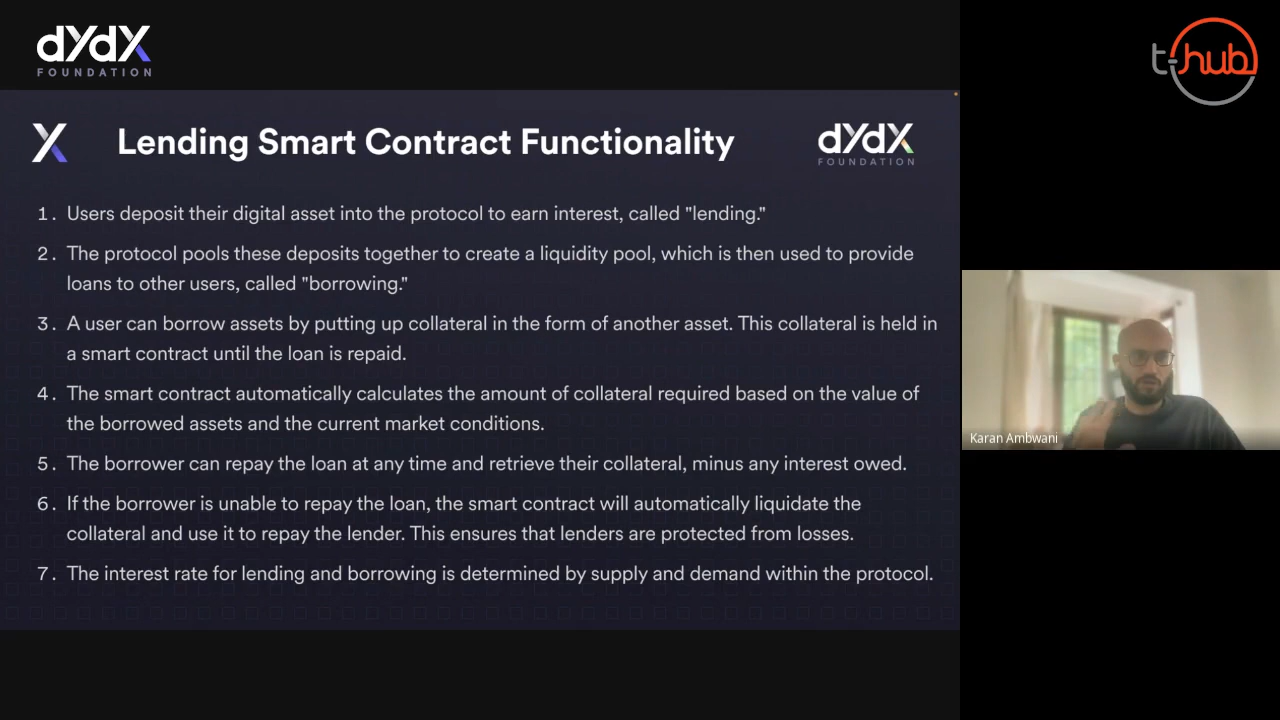 dYdX
FOUNDATION
t-hub
Lending Smart Contract Functionality
dYdX
FOUNDATION
1. Users deposit their digital asset into the protocol to earn interest, called "lending."
2. The protocol pools these deposits together to create a liquidity pool, which is then used to provide
loans to other users, called "borrowing."
3. A user can borrow assets by putting up collateral in the form of another asset. This collateral is held in
a smart contract until the loan is repaid.
4. The smart contract automatically calculates the amount of collateral required based on the value of
the borrowed assets and the current market conditions.
5. The borrower can repay the loan at any time and retrieve their collateral, minus any interest owed.
6. If the borrower is unable to repay the loan, the smart contract will automatically liquidate the
collateral and use it to repay the lender. This ensures that lenders are protected from losses.
7. The interest rate for lending and borrowing is determined by supply and demand within the protocol.
Karan Ambwani